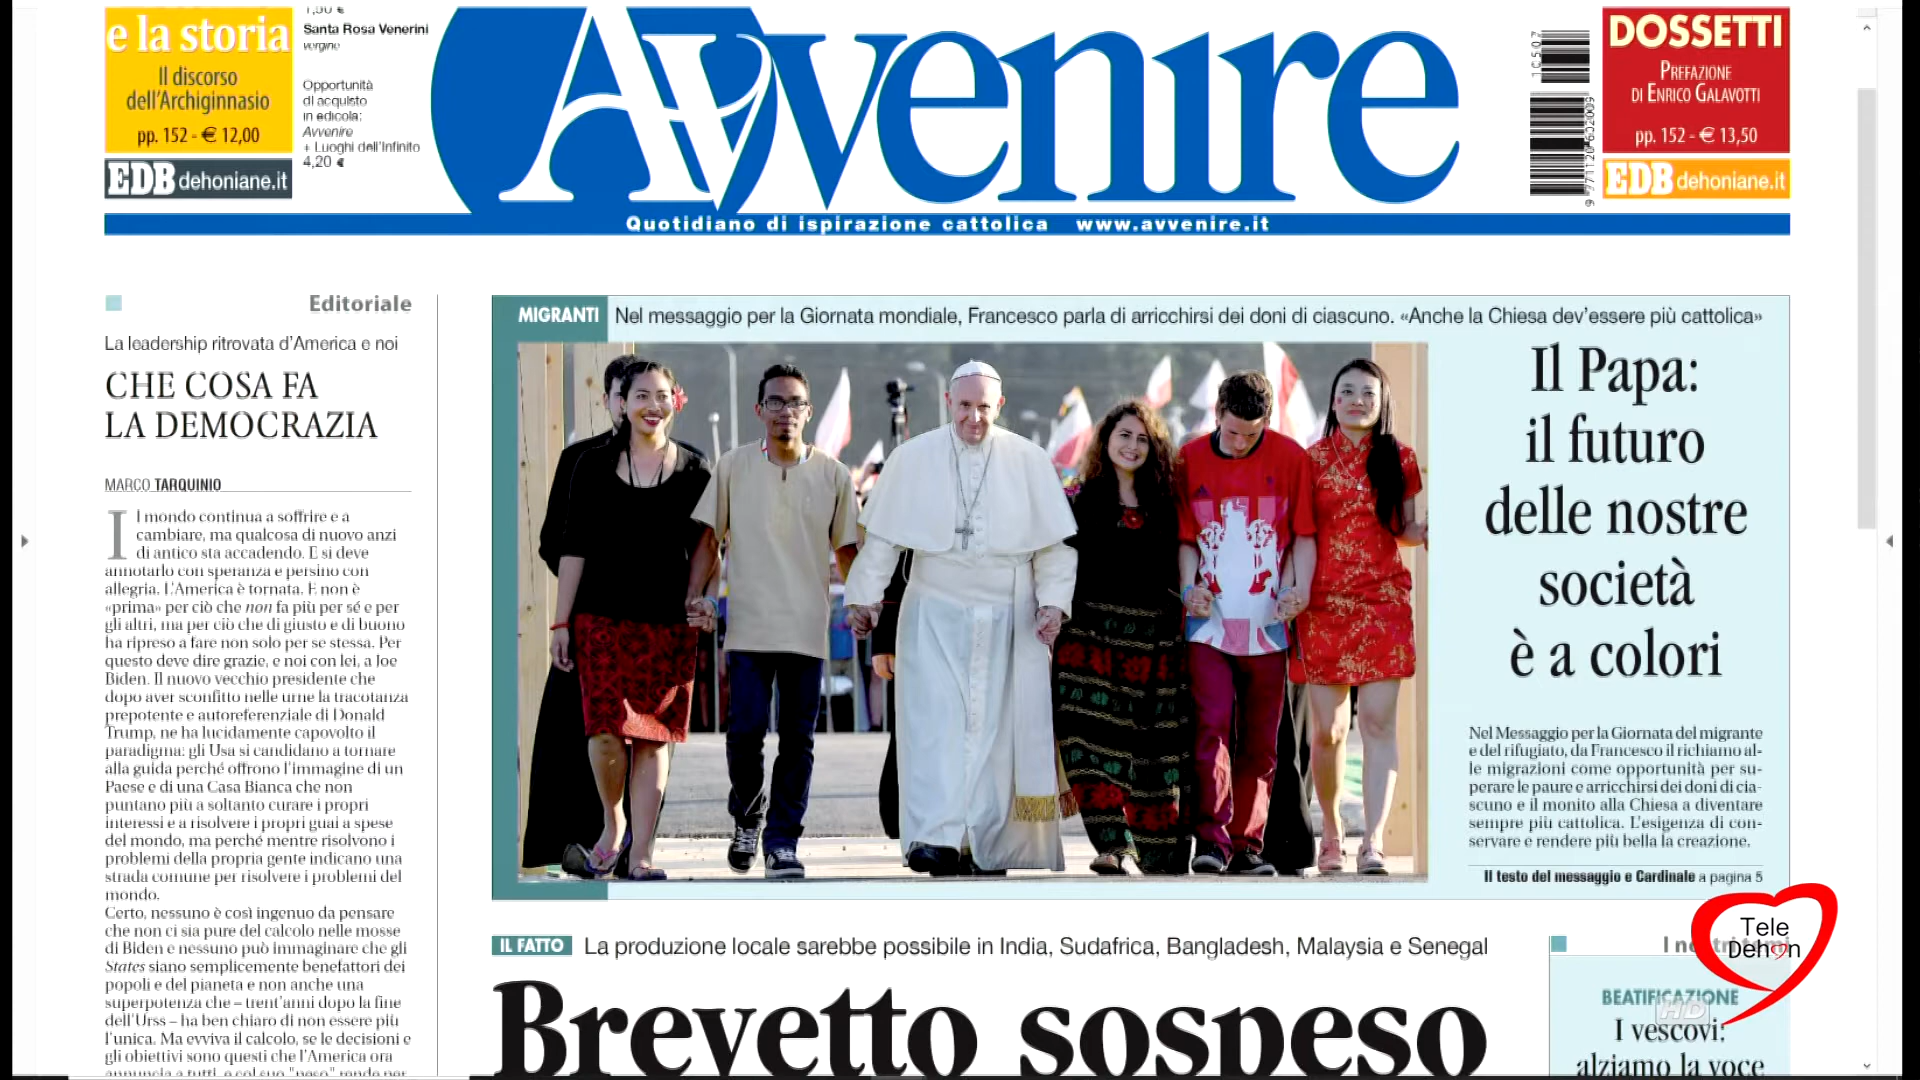 e la storia
Il discorso
dell'Archiginnasio
pp. 152 - € 12,00
EDB dehoniane.it
1,50 €
Santa Rosa Venerini
vergine
Opportunità
di acquisto
in edicola:
Avvenire
+ Luoghi dell'Infinito
4,20 €
Avvenire
Quotidiano di ispirazione cattolica www.avvenire.it
DOSSETTI
PREFAZIONE
DI ENRICO GALAVOTTI
pp. 152 - € 13,50
EDB dehoniane.it
10507
9 771120 602009
Editoriale
La leadership ritrovata d'America e noi
CHE COSA FA
LA DEMOCRAZIA
MARCO TARQUINIO
Il mondo continua a soffrire e a
cambiare, ma qualcosa di nuovo anzi
di antico sta accadendo. E si deve
annotarlo con speranza e persino con
allegria. L'America è tornata. E non è
«prima» per ciò che non fa più per sé e per
gli altri, ma per ciò che di giusto e di buono
ha ripreso a fare non solo per se stessa. Per
questo deve dire grazie, e noi con lei, a Joe
Biden. Il nuovo vecchio presidente che
dopo aver sconfitto nelle urne la tracotanza
prepotente e autoreferenziale di Donald
Trump, ne ha lucidamente capovolto il
paradigma: gli Usa si candidano a tornare
alla guida perché offrono l'immagine di un
Paese e di una Casa Bianca che non
puntano più a soltanto curare i propri
interessi e a risolvere i propri guai a spese
del mondo, ma perché mentre risolvono i
problemi della propria gente indicano una
strada comune per risolvere i problemi del
mondo.
Certo, nessuno è così ingenuo da pensare
che non ci sia pure del calcolo nelle mosse
di Biden e nessuno può immaginare che gli
States siano semplicemente benefattori dei
popoli e del pianeta e non anche una
superpotenza che – trent'anni dopo la fine
dell'Urss – ha ben chiaro di non essere più
l'unica. Ma evviva il calcolo, se le decisioni e
gli obiettivi sono questi che l'America ora
annuncia a tutti, e col suo "peso" rende per
MIGRANTI Nel messaggio per la Giornata mondiale, Francesco parla di arricchirsi dei doni di ciascuno. «Anche la Chiesa dev'essere più cattolica»
Il Papa:
il futuro
delle nostre
società
è a colori
Nel Messaggio per la Giornata del migrante
e del rifugiato, da Francesco il richiamo al-
le migrazioni come opportunità per su-
perare le paure e arricchirsi dei doni di cia-
scuno e il monito alla Chiesa a diventare
sempre più cattolica. L'esigenza di con-
servare e rendere più bella la creazione.
Il testo del messaggio e Cardinale a pagina 5
IL FATTO La produzione locale sarebbe possibile in India, Sudafrica, Bangladesh, Malaysia e Senegal
Brevetto sospeso
I nostri temi
BEATIFICAZIONE
I vescovi:
alziamo la voce
Tele
Dehon
HD